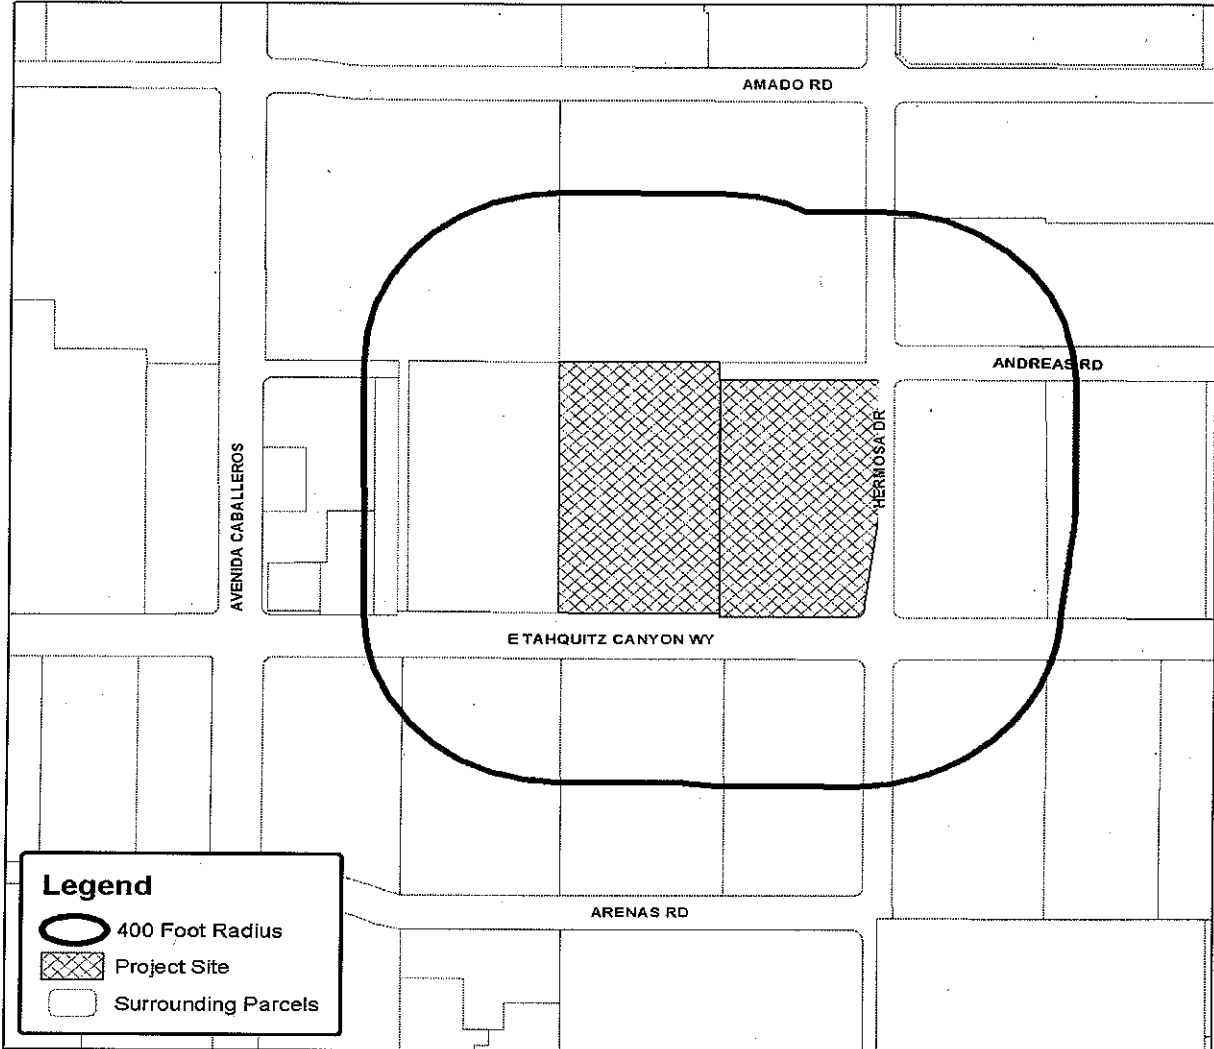 AMADO RD
ANDREAS RD
HERMOSA DR
AVENIDA CABALLEROS
E TAHQUITZ CANYON WY
ARENAS RD
Legend
400 Foot Radius
Project Site
Surrounding Parcels